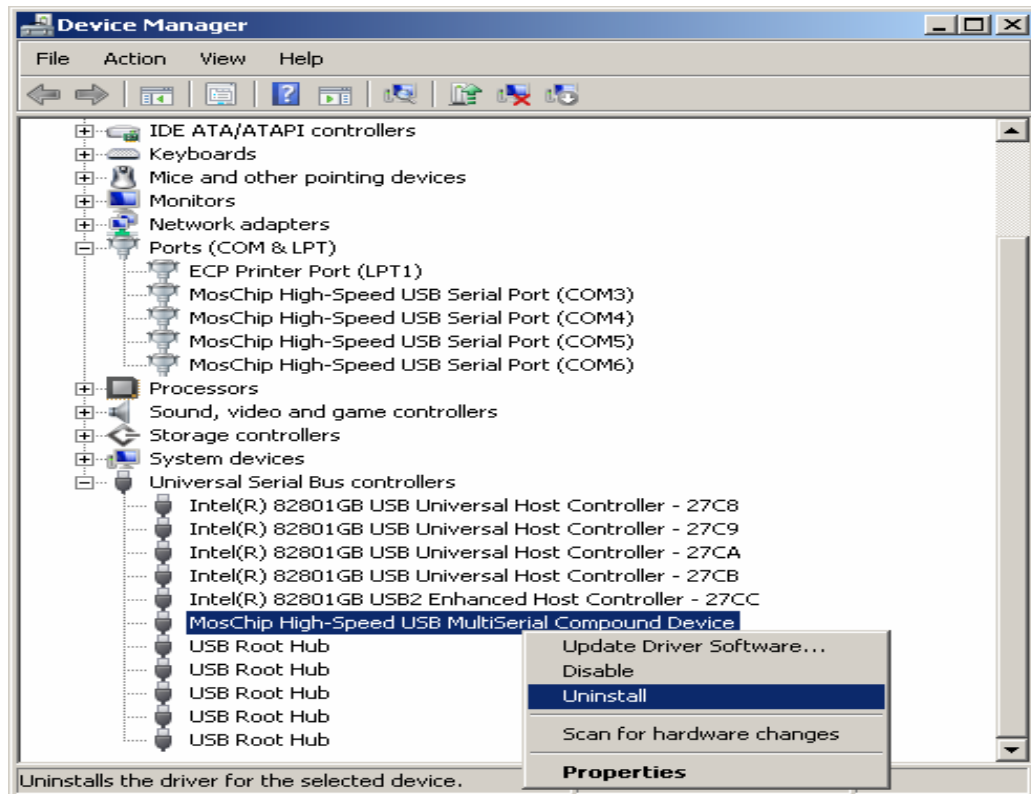 Device Manager
File Action View Help
IDE ATA/ATAPI controllers
Keyboards
Mice and other pointing devices
Monitors
Network adapters
Ports (COM & LPT)
ECP Printer Port (LPT1)
MosChip High-Speed USB Serial Port (COM3)
MosChip High-Speed USB Serial Port (COM4)
MosChip High-Speed USB Serial Port (COM5)
MosChip High-Speed USB Serial Port (COM6)
Processors
Sound, video and game controllers
Storage controllers
System devices
Universal Serial Bus controllers
Intel(R) 82801GB USB Universal Host Controller - 27C8
Intel(R) 82801GB USB Universal Host Controller - 27C9
Intel(R) 82801GB USB Universal Host Controller - 27CA
Intel(R) 82801GB USB Universal Host Controller - 27CB
Intel(R) 82801GB USB2 Enhanced Host Controller - 27CC
MosChip High-Speed USB MultiSerial Compound Device
USB Root Hub
USB Root Hub
USB Root Hub
USB Root Hub
USB Root Hub
Update Driver Software...
Disable
Uninstall
Scan for hardware changes
Properties
Uninstalls the driver for the selected device.